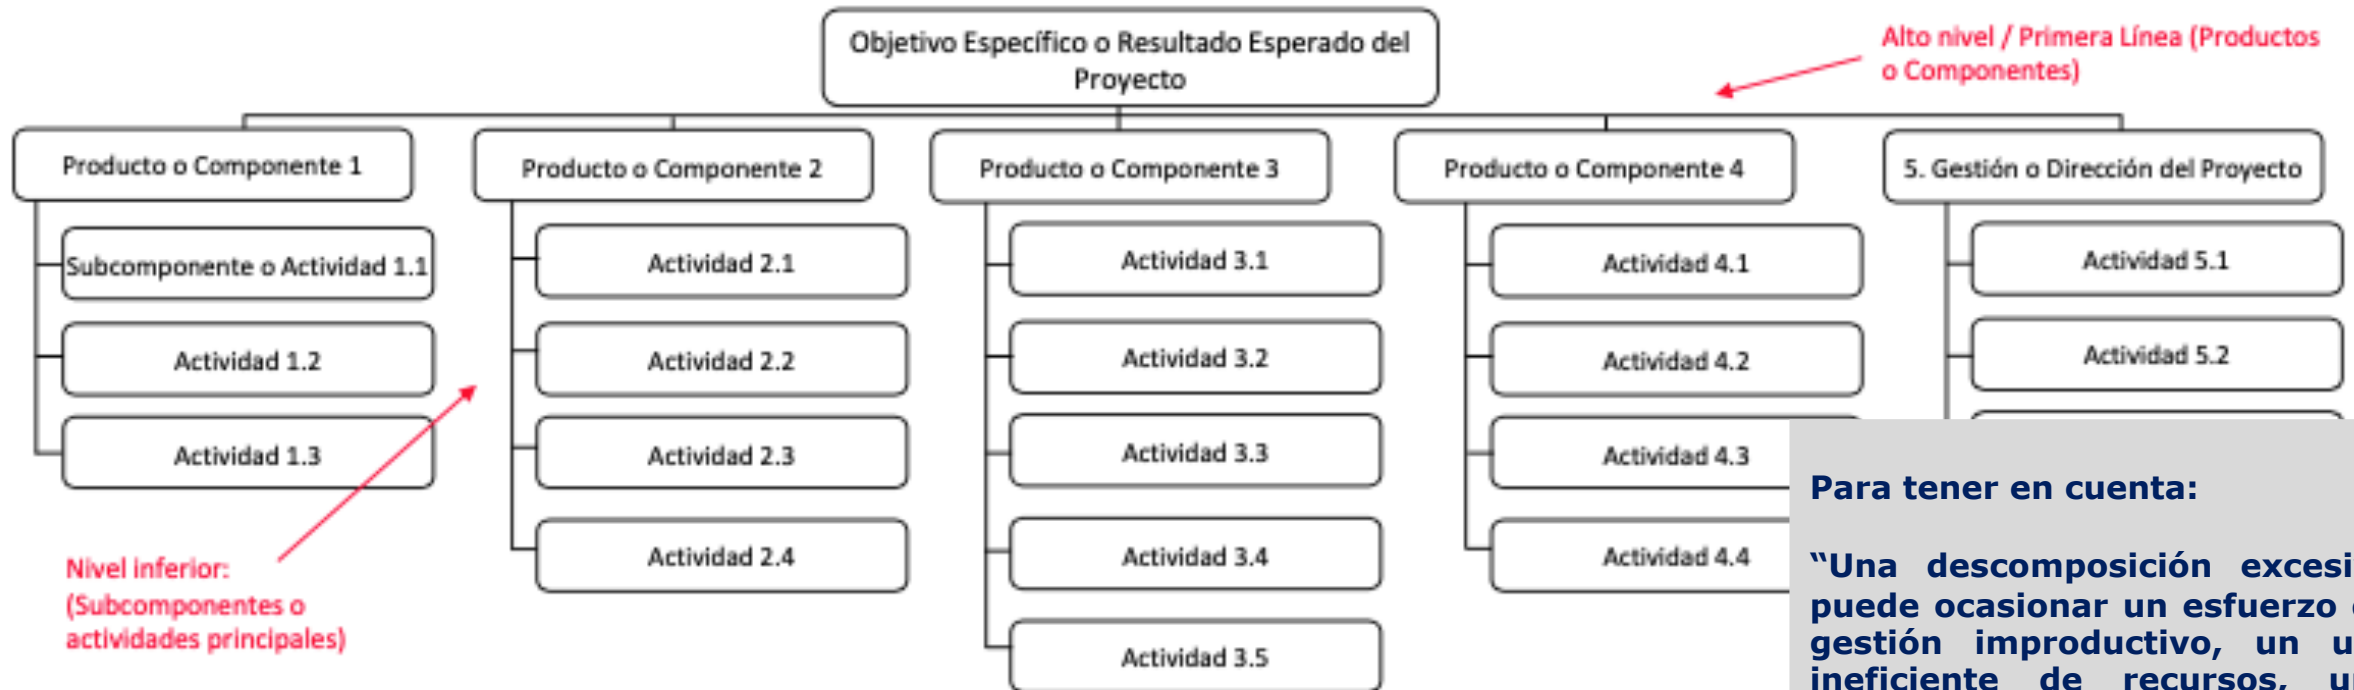 Objetivo Específico o Resultado Esperado del
Proyecto
Alto nivel / Primera Línea (Productos
o Componentes)
Producto o Componente 1
Producto o Componente 2
Producto o Componente 3
Producto o Componente 4
5. Gestión o Dirección del Proyecto
Subcomponente o Actividad 1.1
Actividad 1.2
Actividad 1.3
Actividad 2.1
Actividad 2.2
Actividad 2.3
Actividad 2.4
Actividad 3.1
Actividad 3.2
Actividad 3.3
Actividad 3.4
Actividad 3.5
Actividad 4.1
Actividad 4.2
Actividad 4.3
Actividad 4.4
Actividad 5.1
Actividad 5.2
Nivel inferior:
(Subcomponentes o
actividades principales)
Para tener en cuenta:
“Una descomposición excesi
puede ocasionar un esfuerzo
gestión improductivo, un u
ineficiente de recursos, u